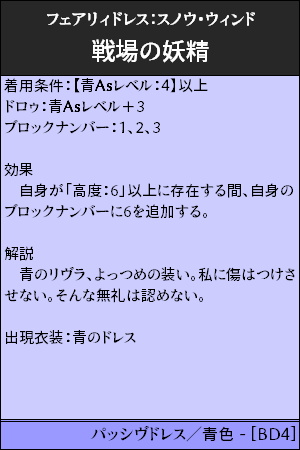 フェアリィドレス：スノウ・ウィンド
戦場の妖精
着用条件：【青Asレベル：4】以上
ドロゥ：青Asレベル＋3
ブロックナンバー：1、2、3
効果
　自身が「高度：6」以上に存在する間、自身の
ブロックナンバーに6を追加する。
解説
　青のリヴラ、よっつめの装い。私に傷はつけさ
せない。そんな無礼は認めない。
出現衣装：青のドレス
パッシヴドレス／青色 - [BD4]